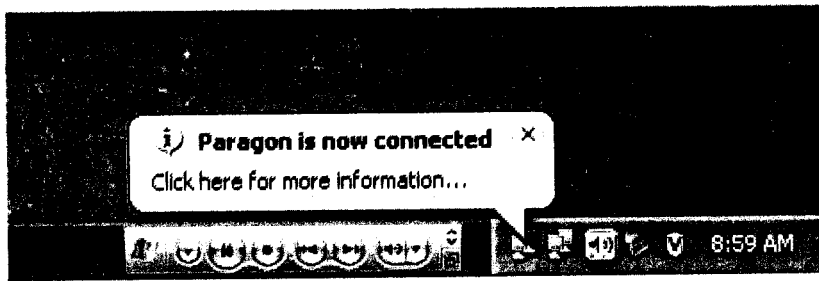 Paragon is now connected
Click here for more information...
8:59 AM